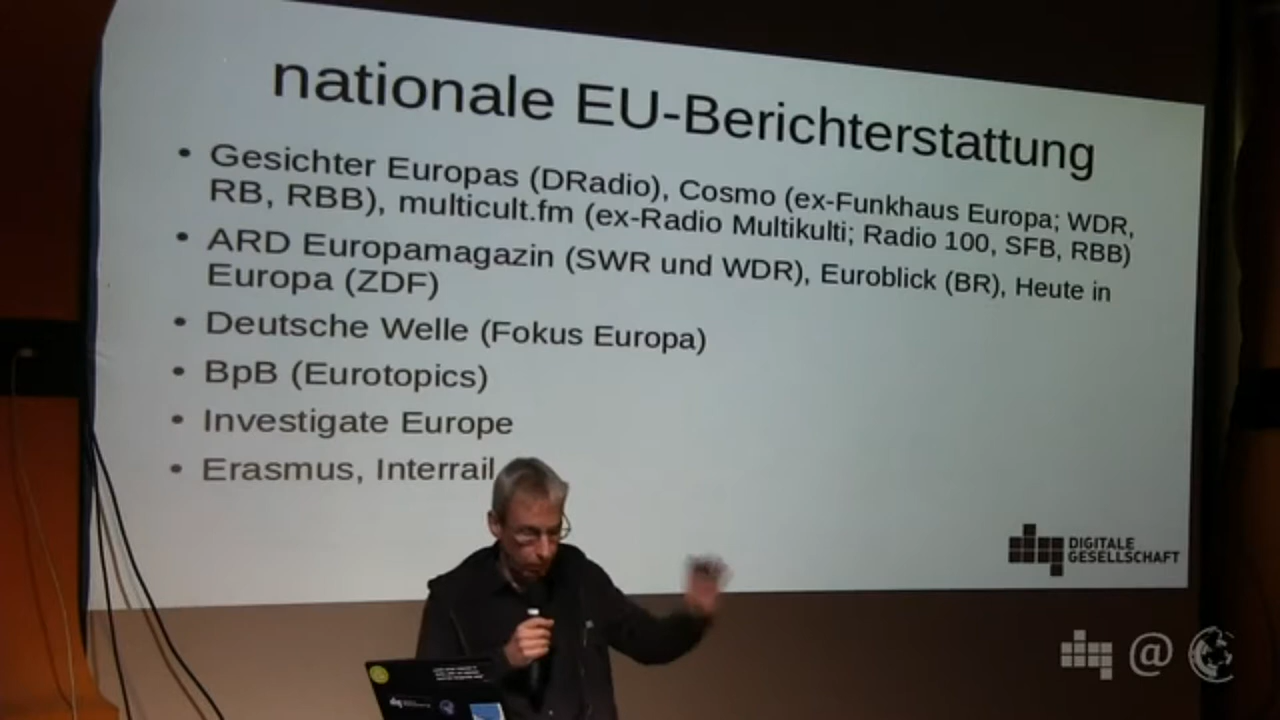 nationale EU-Berichterstattung
• Gesichter Europas (DRadio), Cosmo (ex-Funkhaus Europa; WDR,
RB, RBB), multicult.fm (ex-Radio Multikulti; Radio 100, SFB, RBB)
• ARD Europamagazin (SWR und WDR), Euroblick (BR), Heute in
Europa (ZDF)
• Deutsche Welle (Fokus Europa)
• BpB (Eurotopics)
• Investigate Europe
• Erasmus, Interrail
DIGITALE
GESELLSCHAFT
@